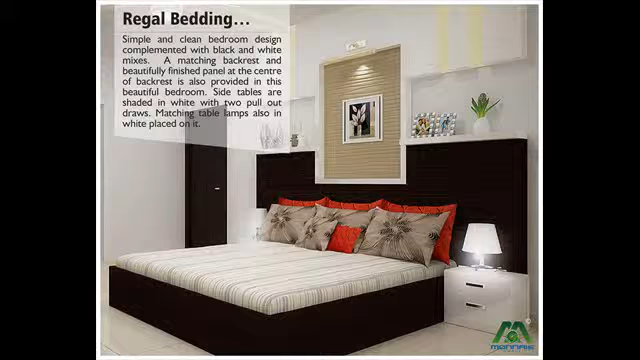 Regal Bedding...
Simple and clean bedroom design
complemented with black and white
mixes. A matching backrest and
beautifully finished panel at the centre
of backrest is also provided in this
beautiful bedroom. Side tables are
shaded in white with two pull out
draws. Matching table lamps also in
white placed on it.